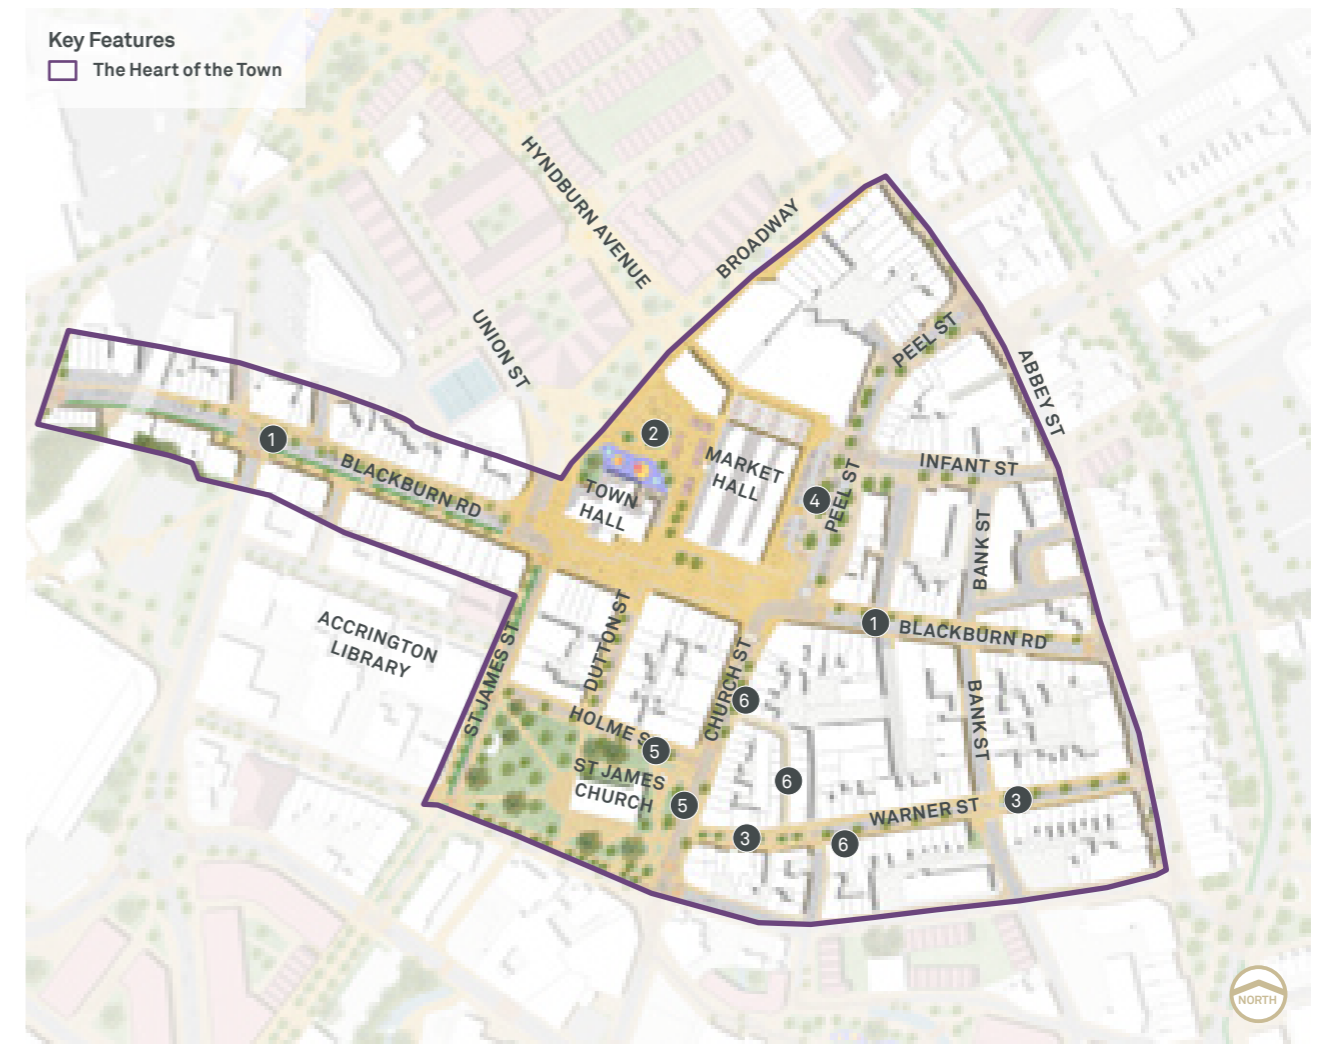 Key Features
The Heart of the Town
HYNDBURN AVENUE
BROADWAY
UNION ST
PEEL ST
ABBEY ST
1
2
BLACKBURN RD
TOWN
HALL
MARKET
HALL
4
PEEL ST
INFANT ST
BANK ST
ACCRINGTON
LIBRARY
ST JAMES ST
DUTTON ST
1
BLACKBURN RD
CHURCH ST
6
BANK ST
HOLME S
5
ST JAMES
CHURCH
5
6
3
6
WARNER ST
3
NORTH